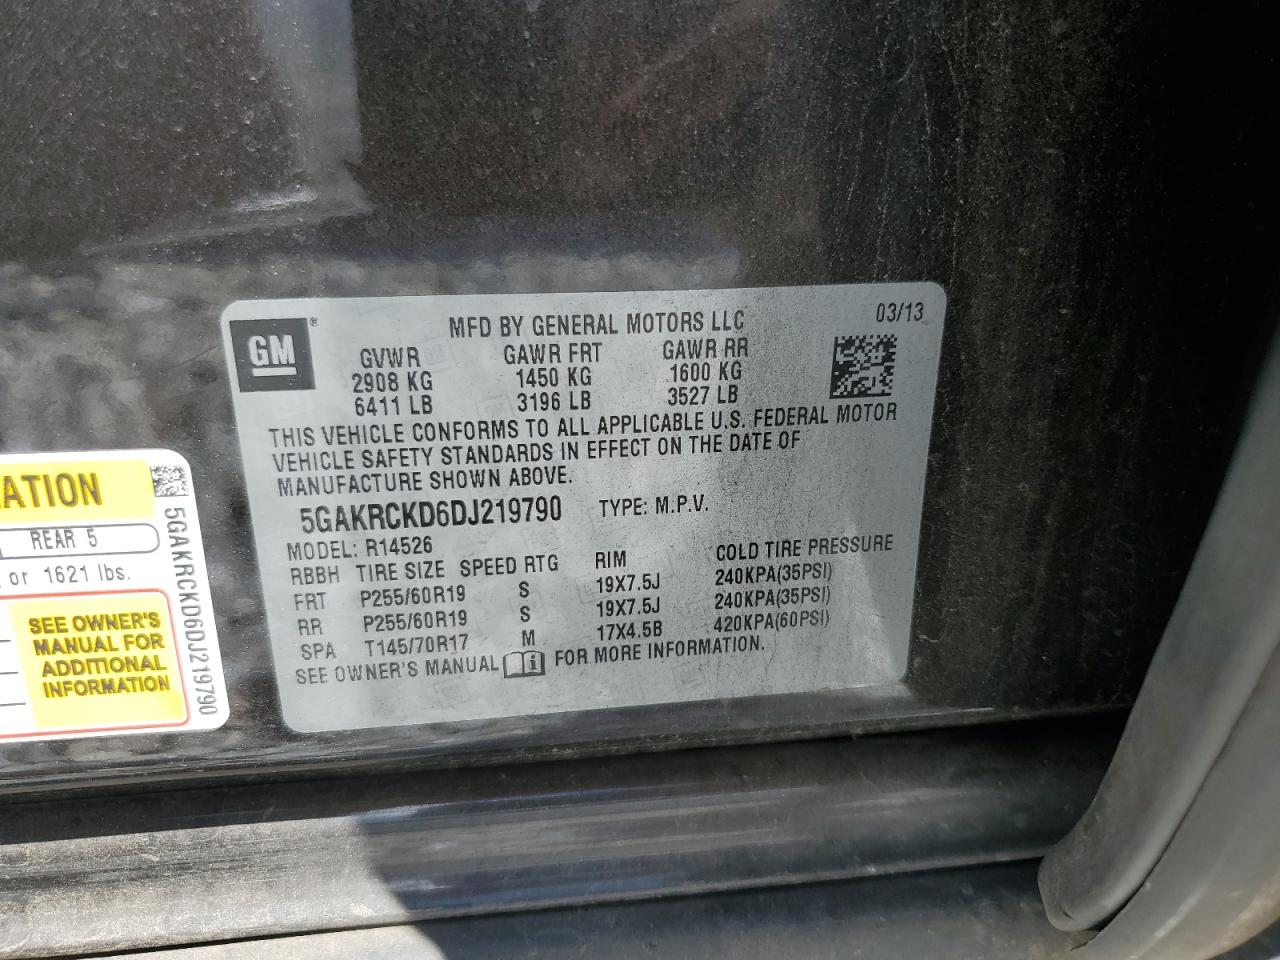 GM
®
MFD BY GENERAL MOTORS LLC
03/13
GVWR GAWR FRT GAWR RR
2908 KG 1450 KG 1600 KG
6411 LB 3196 LB 3527 LB
THIS VEHICLE CONFORMS TO ALL APPLICABLE U.S. FEDERAL MOTOR
VEHICLE SAFETY STANDARDS IN EFFECT ON THE DATE OF
MANUFACTURE SHOWN ABOVE.
5GAKRCKD6DJ219790 TYPE: M.P.V.
MODEL: R14526
RBBH TIRE SIZE SPEED RTG RIM COLD TIRE PRESSURE
FRT P255/60R19 S 19X7.5J 240KPA(35PSI)
RR P255/60R19 S 19X7.5J 240KPA(35PSI)
SPA T145/70R17 M 17X4.5B 420KPA(60PSI)
SEE OWNER'S MANUAL i FOR MORE INFORMATION.
ATION
REAR 5
or 1621 lbs.
SEE OWNER'S
MANUAL FOR
ADDITIONAL
INFORMATION
5GAKRCKD6DJ219790